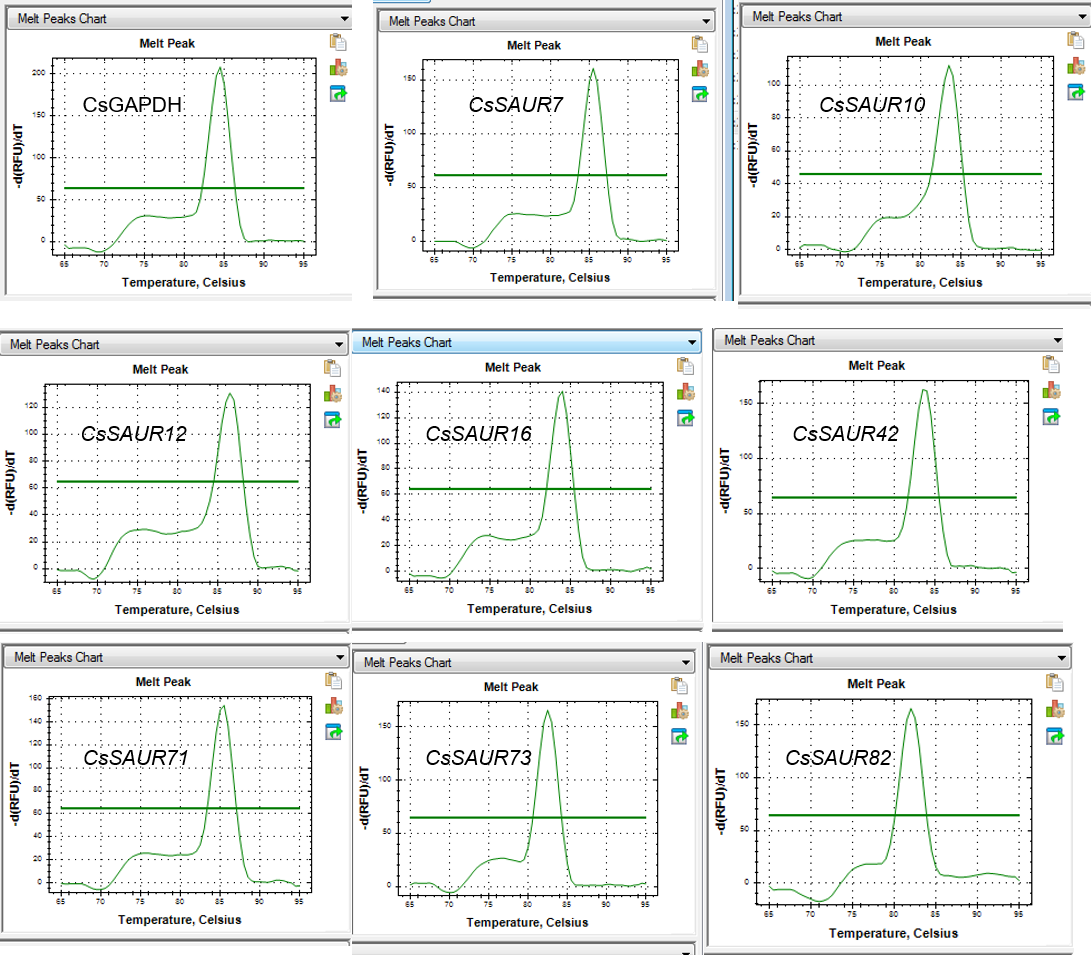 Melt Peaks Chart
Melt Peak
CsGAPDH
-d(RFU)/dT
200
150
100
50
0
65 70 75 80 85 90 95
Temperature, Celsius
Melt Peaks Chart
Melt Peak
CsSAUR7
-d(RFU)/dT
150
100
50
0
65 70 75 80 85 90 95
Temperature, Celsius
Melt Peaks Chart
Melt Peak
CsSAUR10
-d(RFU)/dT
100
80
60
40
20
0
65 70 75 80 85 90 95
Temperature, Celsius
Melt Peaks Chart
Melt Peak
CsSAUR12
-d(RFU)/dT
120
100
80
60
40
20
0
65 70 75 80 85 90 95
Temperature, Celsius
Melt Peaks Chart
Melt Peak
CsSAUR16
-d(RFU)/dT
140
120
100
80
60
40
20
0
65 70 75 80 85 90 95
Temperature, Celsius
Melt Peaks Chart
Melt Peak
CsSAUR42
-d(RFU)/dT
150
100
50
0
65 70 75 80 85 90 95
Temperature, Celsius
Melt Peaks Chart
Melt Peak
CsSAUR71
-d(RFU)/dT
160
140
120
100
80
60
40
20
0
65 70 75 80 85 90 95
Temperature, Celsius
Melt Peaks Chart
Melt Peak
CsSAUR73
-d(RFU)/dT
150
100
50
0
65 70 75 80 85 90 95
Temperature, Celsius
Melt Peaks Chart
Melt Peak
CsSAUR82
-d(RFU)/dT
150
100
50
0
65 70 75 80 85 90 95
Temperature, Celsius